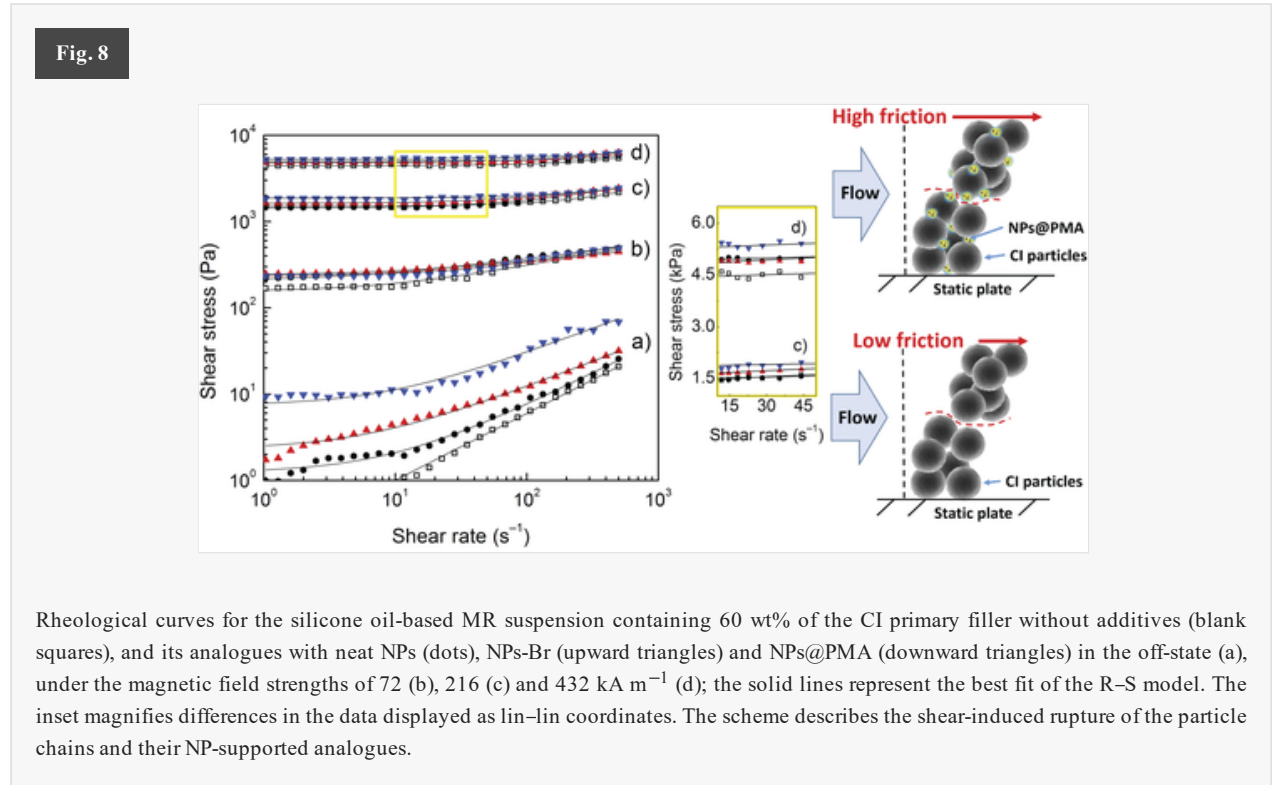 Fig. 8
10⁴
10³
10²
10¹
10⁰
Shear stress (Pa)
d)
c)
b)
a)
10⁰ 10¹ 10² 10³
Shear rate (s⁻¹)
6.0
4.5
3.0
1.5
Shear stress (kPa)
d)
c)
15 30 45
Shear rate (s⁻¹)
High friction
Flow
NPs@PMA
CI particles
Static plate
Low friction
Flow
CI particles
Static plate
Rheological curves for the silicone oil-based MR suspension containing 60 wt% of the CI primary filler without additives (blank
squares), and its analogues with neat NPs (dots), NPs-Br (upward triangles) and NPs@PMA (downward triangles) in the off-state (a),
under the magnetic field strengths of 72 (b), 216 (c) and 432 kA m⁻¹ (d); the solid lines represent the best fit of the R–S model. The
inset magnifies differences in the data displayed as lin–lin coordinates. The scheme describes the shear-induced rupture of the particle
chains and their NP-supported analogues.